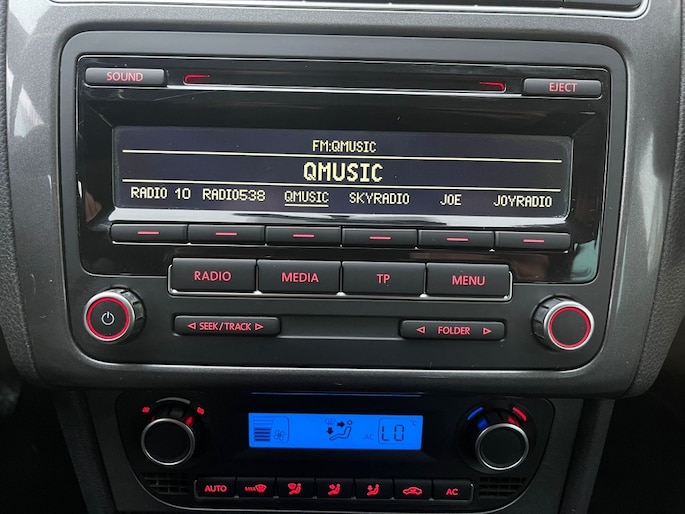 SOUND
EJECT
FM:QMUSIC
QMUSIC
RADIO 10 RADIO538 QMUSIC SKYRADIO JOE JOYRADIO
RADIO MEDIA TP MENU
SEEK/TRACK FOLDER
AC LO °C
AUTO MAX AC